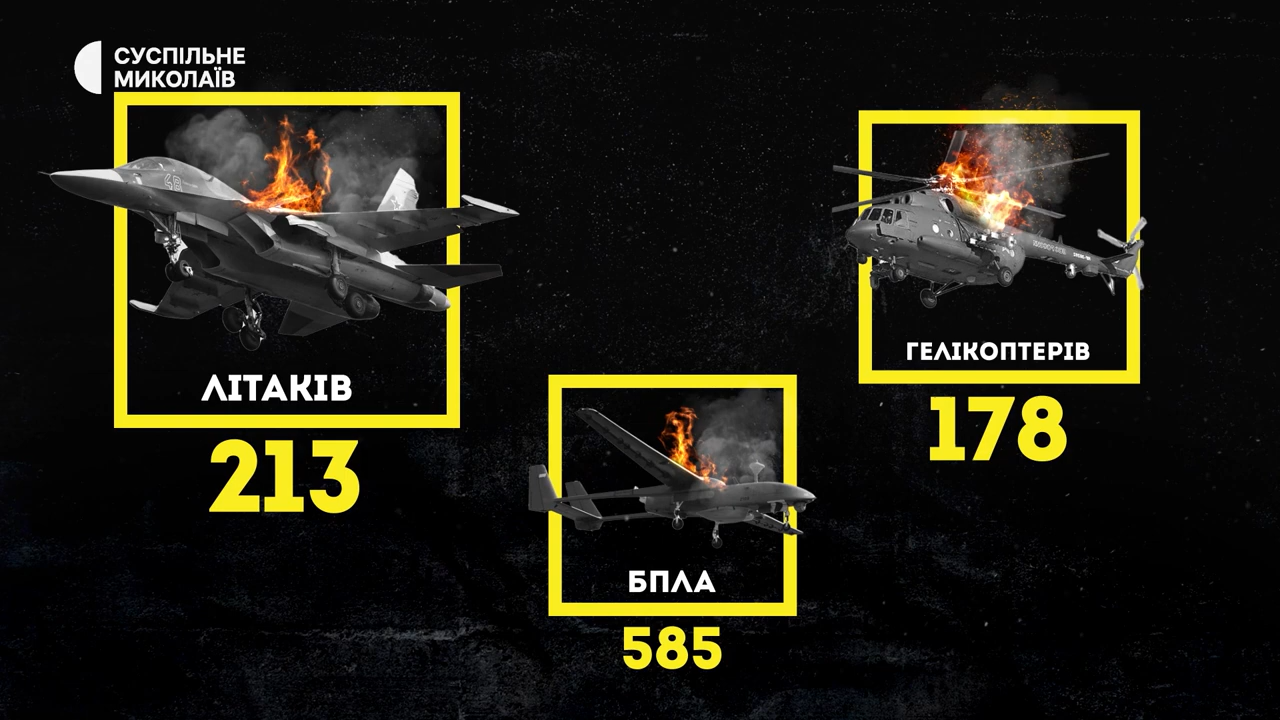 СУСПІЛЬНЕ
МИКОЛАЇВ
ЛІТАКІВ
213
ГЕЛІКОПТЕРІВ
178
БПЛА
585